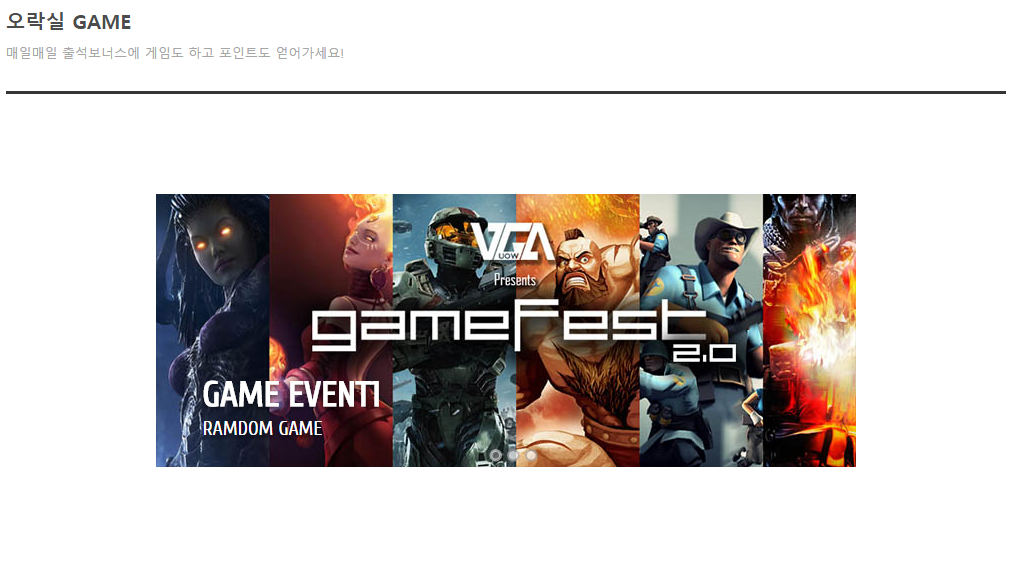 오락실 GAME
매일매일 출석보너스에 게임도 하고 포인트도 얻어가세요!
VGA
UOW
Presents
gamefest
2.0
GAME EVENT1
RAMDOM GAME